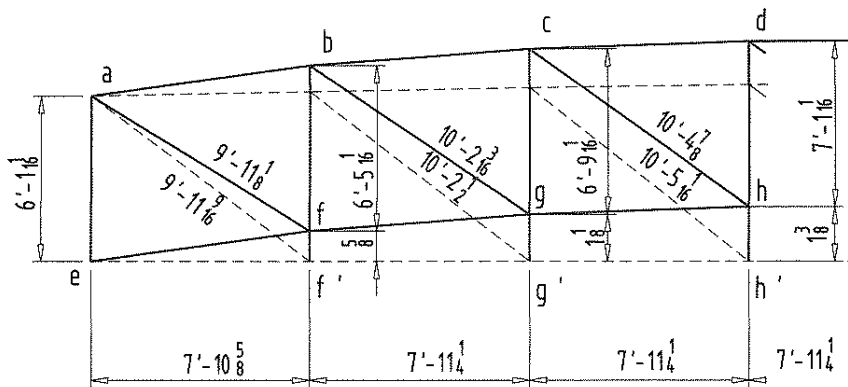 a
b
c
d
6'-1 1/16
9'-11 1/8
9'-11 9/16
10'-2 3/16
10'-2 1/2
6'-5 1/16
10'-4 7/8
10'-5 1/16
6'-9 1/16
7'-1 1/16
e
f
g
h
5/8
1 1/8
1 3/8
f'
g'
h'
7'-10 5/8
7'-11 1/4
7'-11 1/4
7'-11 1/4